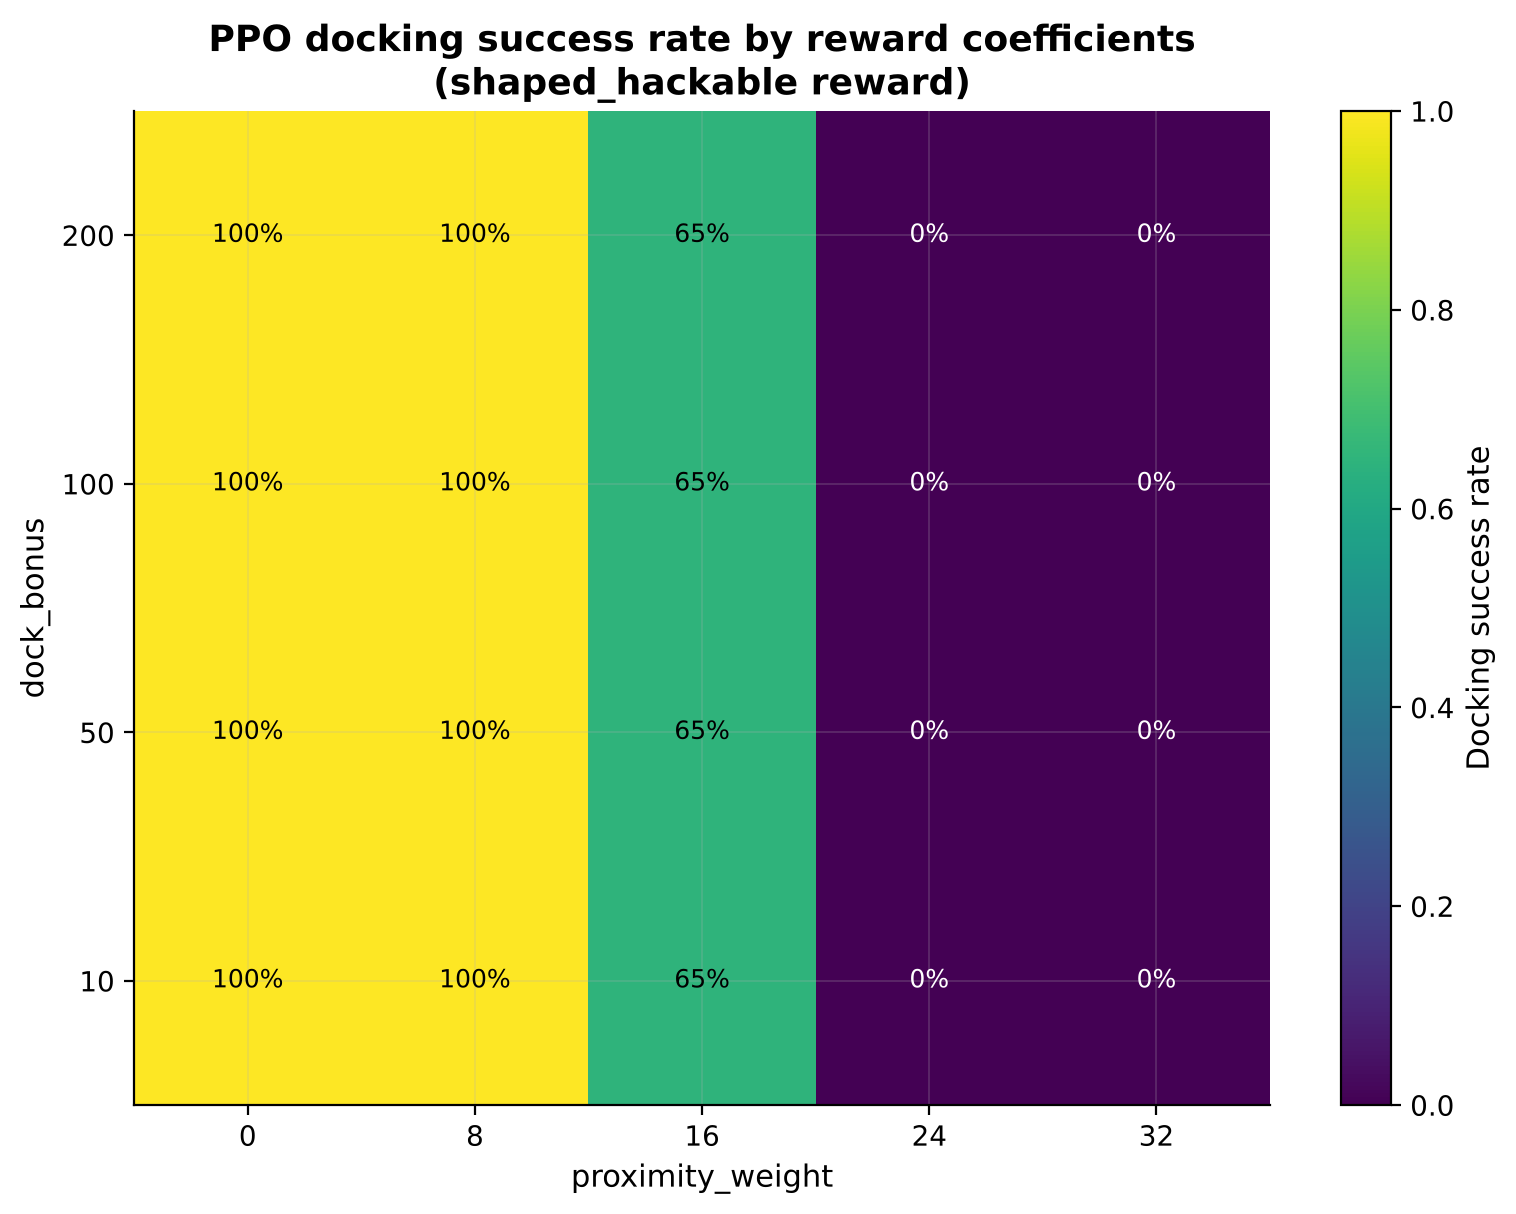 PPO docking success rate by reward coefficients
(shaped_hackable reward)
dock_bonus
200
100% 100% 65% 0% 0%
100
100% 100% 65% 0% 0%
50
100% 100% 65% 0% 0%
10
100% 100% 65% 0% 0%
0 8 16 24 32
proximity_weight
1.0
0.8
0.6
0.4
0.2
0.0
Docking success rate